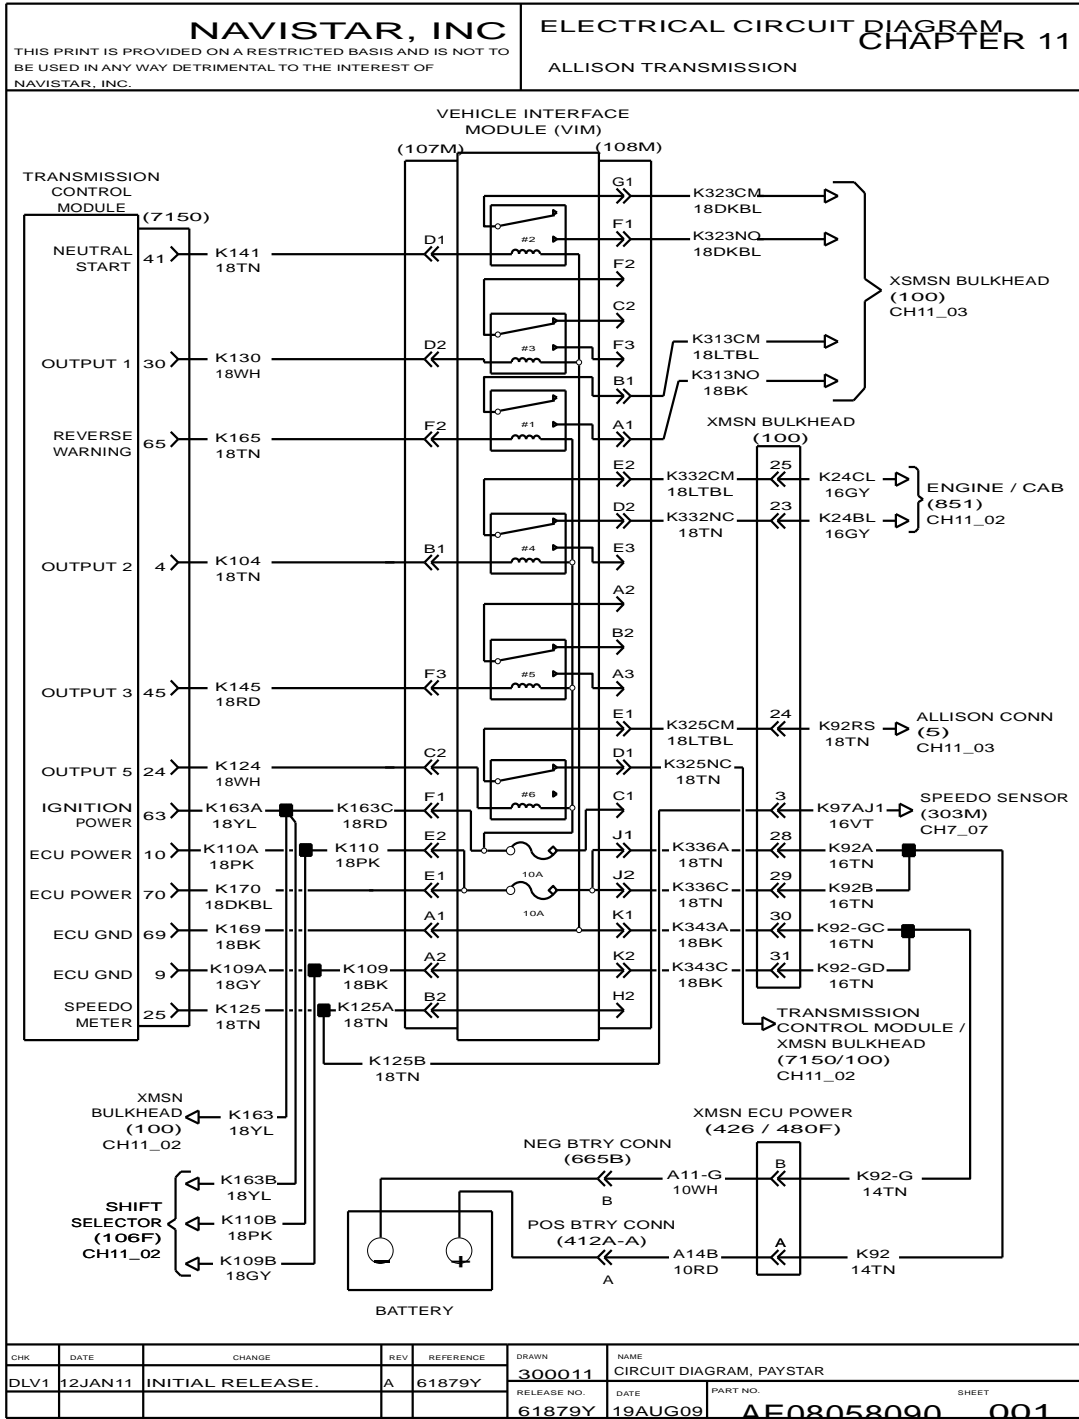 NAVISTAR, INC
THIS PRINT IS PROVIDED ON A RESTRICTED BASIS AND IS NOT TO
BE USED IN ANY WAY DETRIMENTAL TO THE INTEREST OF
NAVISTAR, INC.
ELECTRICAL CIRCUIT DIAGRAM
CHAPTER 11
ALLISON TRANSMISSION
VEHICLE INTERFACE
MODULE (VIM)
(107M)
(108M)
TRANSMISSION
CONTROL
MODULE
(7150)
NEUTRAL
START
41
K141
18TN
D1
#2
G1
K323CM
18DKBL
F1
K323NO
18DKBL
F2
XSMSN BULKHEAD
(100)
CH11_03
OUTPUT 1
30
K130
18WH
D2
#3
C2
F3
K313CM
18LTBL
B1
K313NO
18BK
REVERSE
WARNING
65
K165
18TN
F2
#1
A1
XMSN BULKHEAD
(100)
E2
K332CM
18LTBL
25
K24CL
16GY
D2
K332NC
18TN
23
K24BL
16GY
ENGINE / CAB
(851)
CH11_02
OUTPUT 2
4
K104
18TN
B1
#4
E3
A2
B2
OUTPUT 3
45
K145
18RD
F3
#5
A3
E1
K325CM
18LTBL
24
K92RS
18TN
ALLISON CONN
(5)
CH11_03
OUTPUT 5
24
K124
18WH
C2
#6
D1
K325NC
18TN
IGNITION
POWER
63
K163A
18YL
K163C
18RD
F1
C1
3
K97AJ1
16VT
SPEEDO SENSOR
(303M)
CH7_07
ECU POWER
10
K110A
18PK
K110
18PK
E2
10A
J1
K336A
18TN
28
K92A
16TN
ECU POWER
70
K170
18DKBL
E1
10A
J2
K336C
18TN
29
K92B
16TN
ECU GND
69
K169
18BK
A1
K1
K343A
18BK
30
K92-GC
16TN
ECU GND
9
K109A
18GY
K109
18BK
A2
K2
K343C
18BK
31
K92-GD
16TN
SPEEDO
METER
25
K125
18TN
K125A
18TN
B2
H2
TRANSMISSION
CONTROL MODULE /
XMSN BULKHEAD
(7150/100)
CH11_02
K125B
18TN
XMSN
BULKHEAD
(100)
CH11_02
K163
18YL
SHIFT
SELECTOR
(106F)
CH11_02
K163B
18YL
K110B
18PK
K109B
18GY
XMSN ECU POWER
(426 / 480F)
NEG BTRY CONN
(665B)
B
A11-G
10WH
B
K92-G
14TN
POS BTRY CONN
(412A-A)
A
A14B
10RD
A
K92
14TN
BATTERY
CHK DATE CHANGE REV REFERENCE
DLV1 12JAN11 INITIAL RELEASE. A 61879Y
DRAWN
300011
NAME
CIRCUIT DIAGRAM, PAYSTAR
RELEASE NO.
61879Y
DATE
19AUG09
PART NO.
AE08058090
SHEET
001